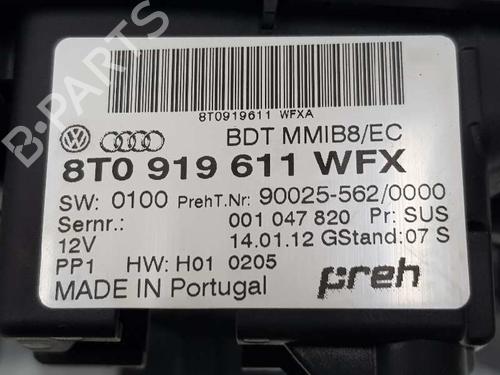 8T0919611 WFXA
BDT MMIB8/EC
8T0 919 611 WFX
SW: 0100 PrehT.Nr: 90025-562/0000
Sernr.: 001 047 820 Pr: SUS
12V 14.01.12 GStand: 07 S
PP1 HW: H01 0205
MADE IN Portugal preh